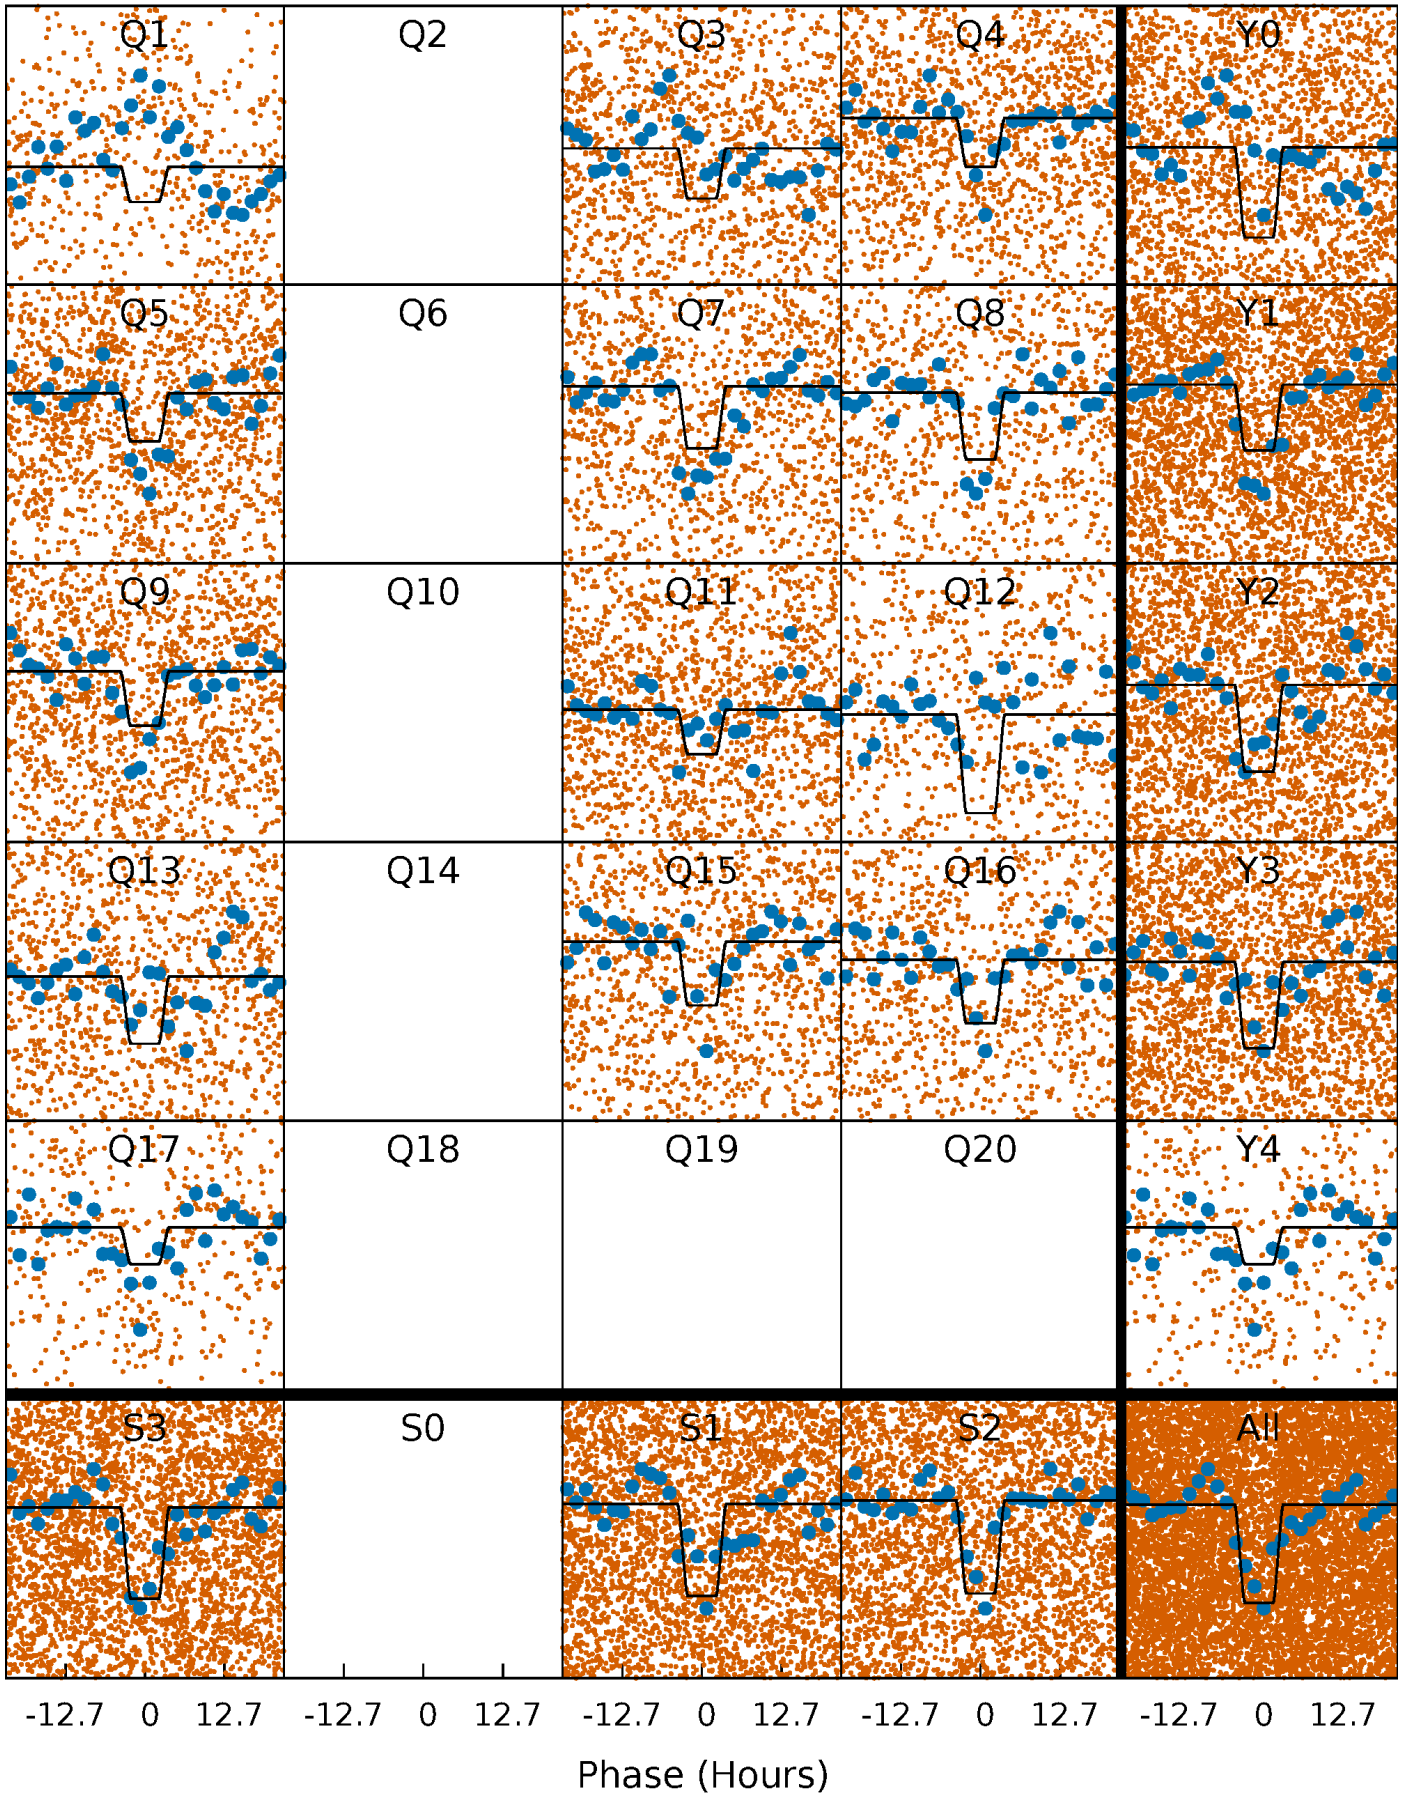 Q1 Q2 Q3 Q4 Y0
Q5 Q6 Q7 Q8 Y1
Q9 Q10 Q11 Q12 Y2
Q13 Q14 Q15 Q16 Y3
Q17 Q18 Q19 Q20 Y4
S3 S0 S1 S2 All
-12.7 0 12.7 -12.7 0 12.7 -12.7 0 12.7 -12.7 0 12.7 -12.7 0 12.7
Phase (Hours)